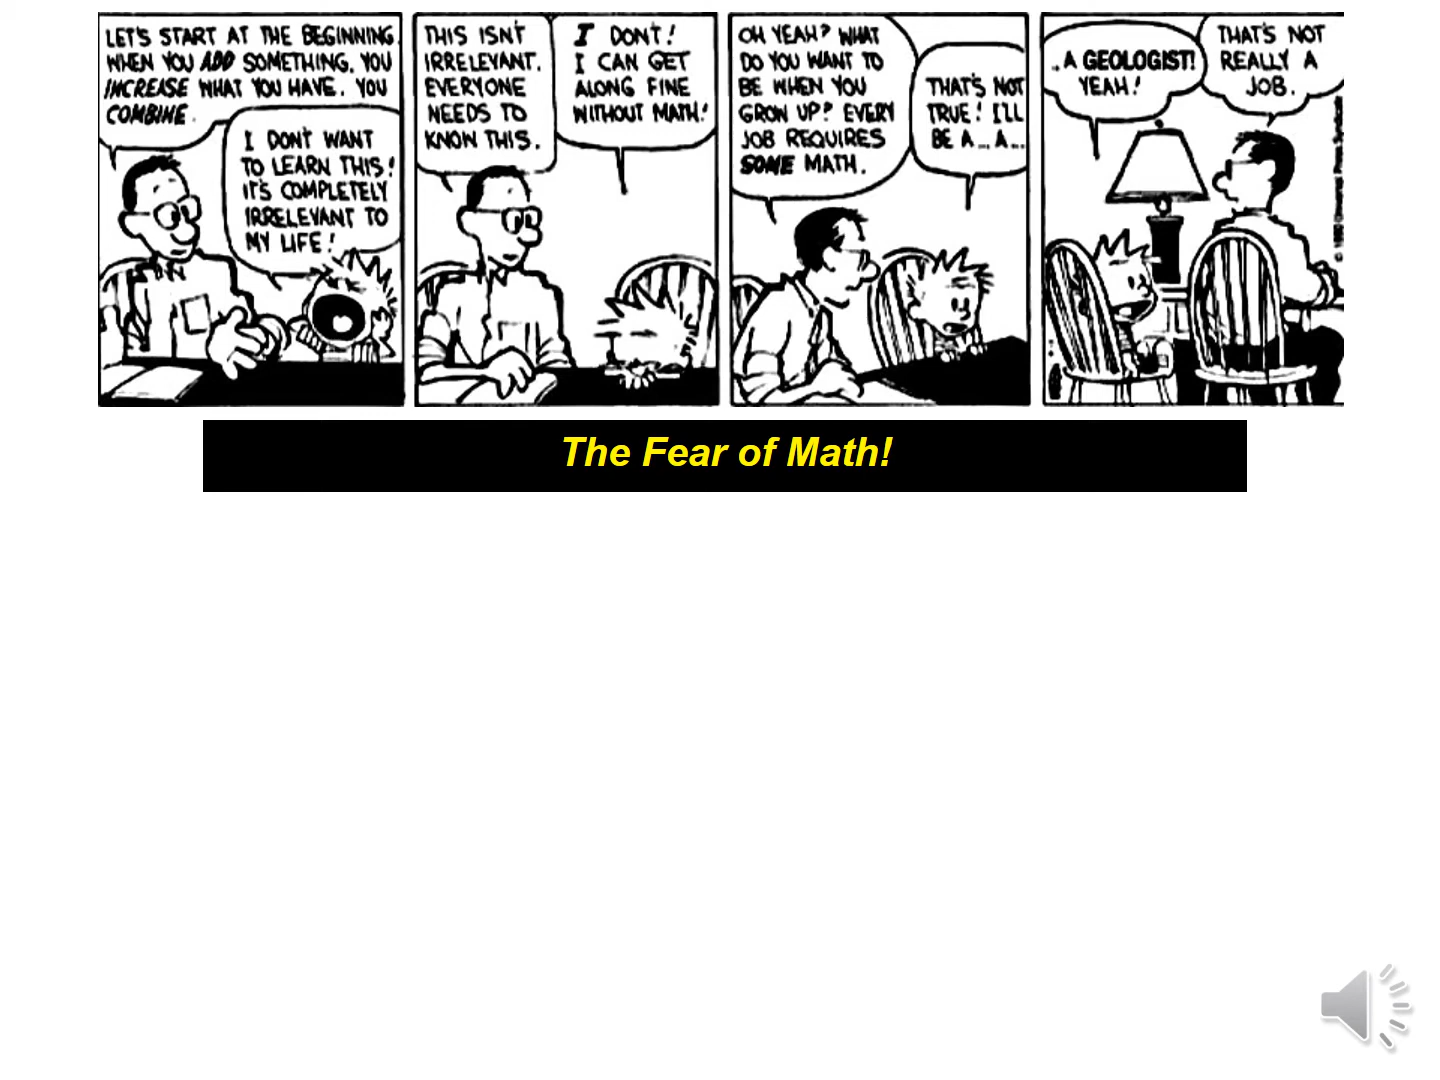 LET'S START AT THE BEGINNING.
WHEN YOU ADD SOMETHING, YOU
INCREASE WHAT YOU HAVE. YOU
COMBINE.
I DON'T WANT
TO LEARN THIS!
IT'S COMPLETELY
IRRELEVANT TO
MY LIFE!
THIS ISN'T
IRRELEVANT.
EVERYONE
NEEDS TO
KNOW THIS.
I DON'T!
I CAN GET
ALONG FINE
WITHOUT MATH!
OH YEAH? WHAT
DO YOU WANT TO
BE WHEN YOU
GROW UP? EVERY
JOB REQUIRES
SOME MATH.
THAT'S NOT
TRUE! I'LL
BE A... A...
..A GEOLOGIST!
YEAH!
THAT'S NOT
REALLY A
JOB.
Universal Press Syndicate
The Fear of Math!